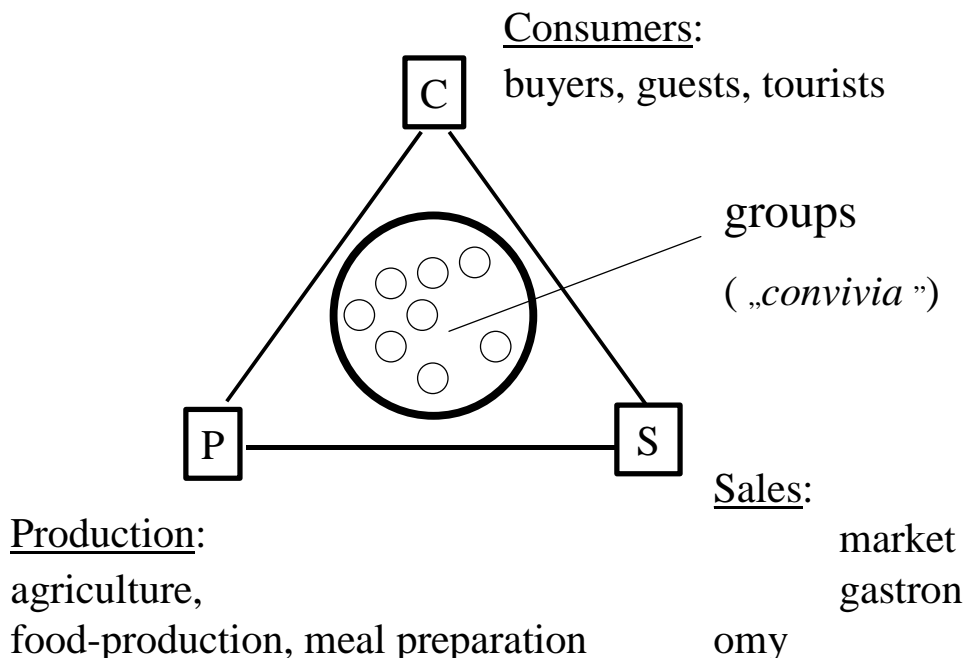 Consumers:
C
buyers, guests, tourists
groups
( „convivia ”)
P
S
Sales:
Production:
market
agriculture,
gastron
food-production, meal preparation
omy